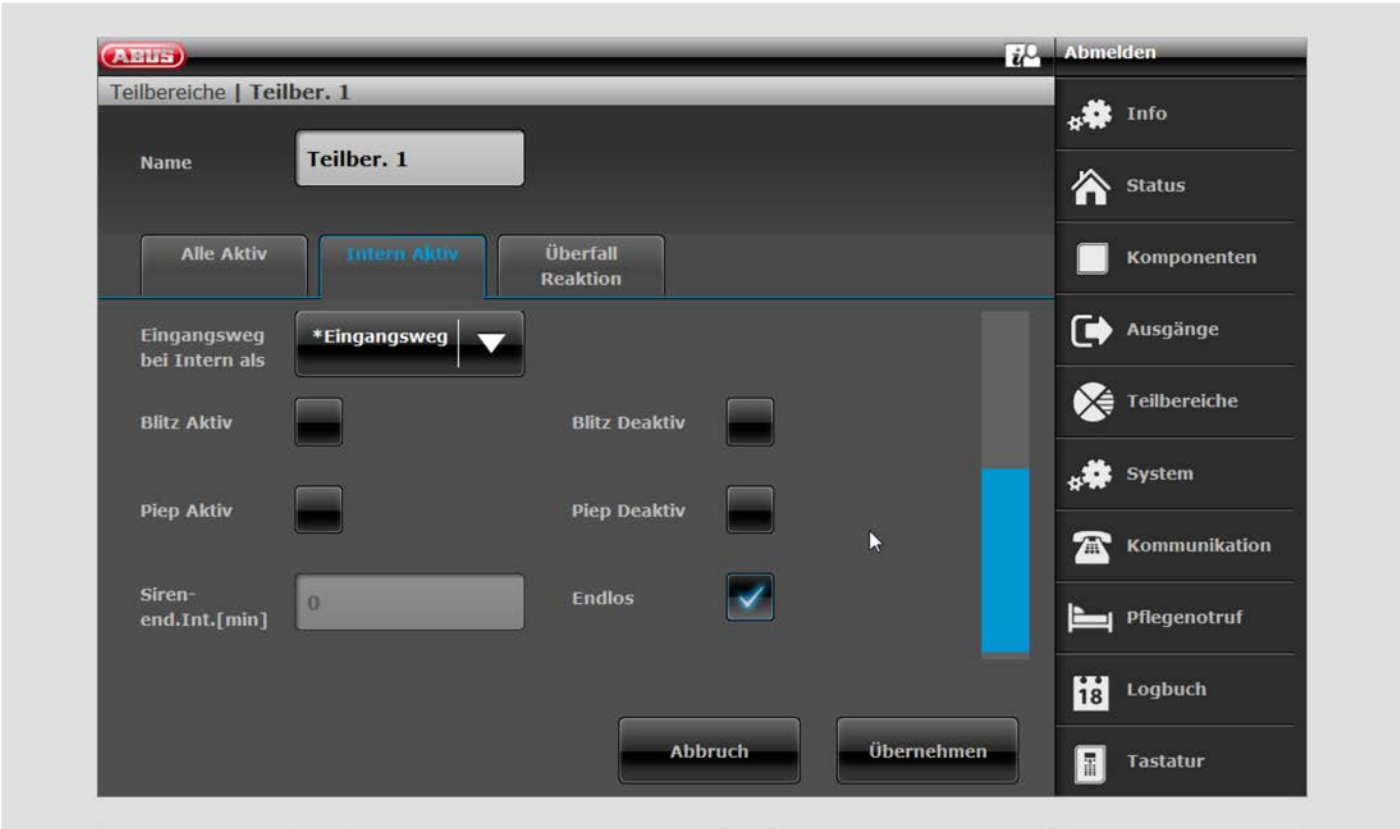 ABUS
Abmelden
Teilbereiche | Teilber. 1
Info
Name
Teilber. 1
Status
Alle Aktiv
Intern Aktiv
Überfall
Reaktion
Komponenten
Eingangsweg
bei Intern als
*Eingangsweg
Ausgänge
Blitz Aktiv
Blitz Deaktiv
Teilbereiche
System
Piep Aktiv
Piep Deaktiv
Kommunikation
Siren-
end.Int.[min]
0
Endlos
Pflegenotruf
18
Logbuch
Abbruch
Übernehmen
Tastatur